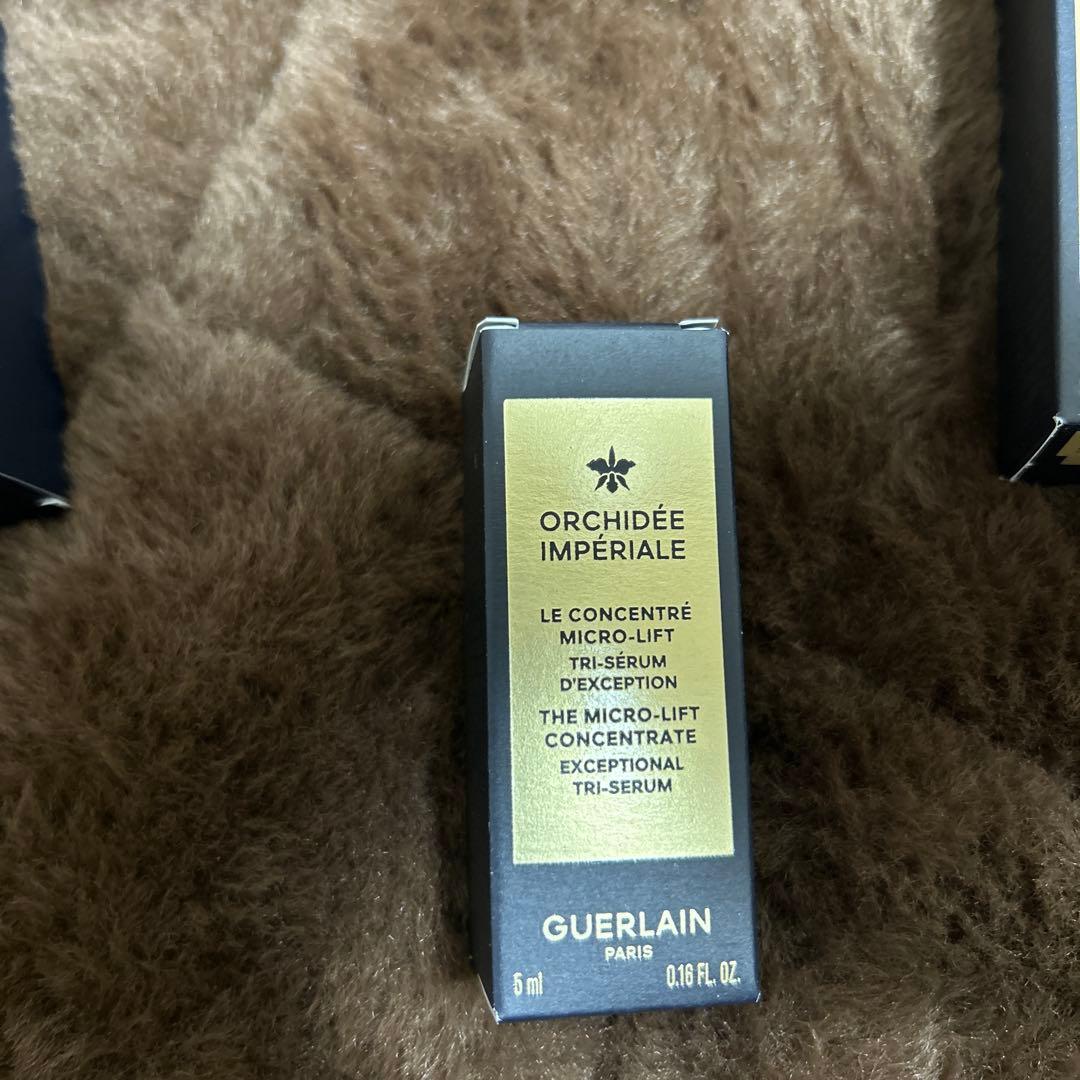 ORCHIDÉE
IMPÉRIALE
LE CONCENTRÉ
MICRO-LIFT
TRI-SÉRUM
D'EXCEPTION
THE MICRO-LIFT
CONCENTRATE
EXCEPTIONAL
TRI-SERUM
GUERLAIN
PARIS
5 ml 0.16 FL. OZ.